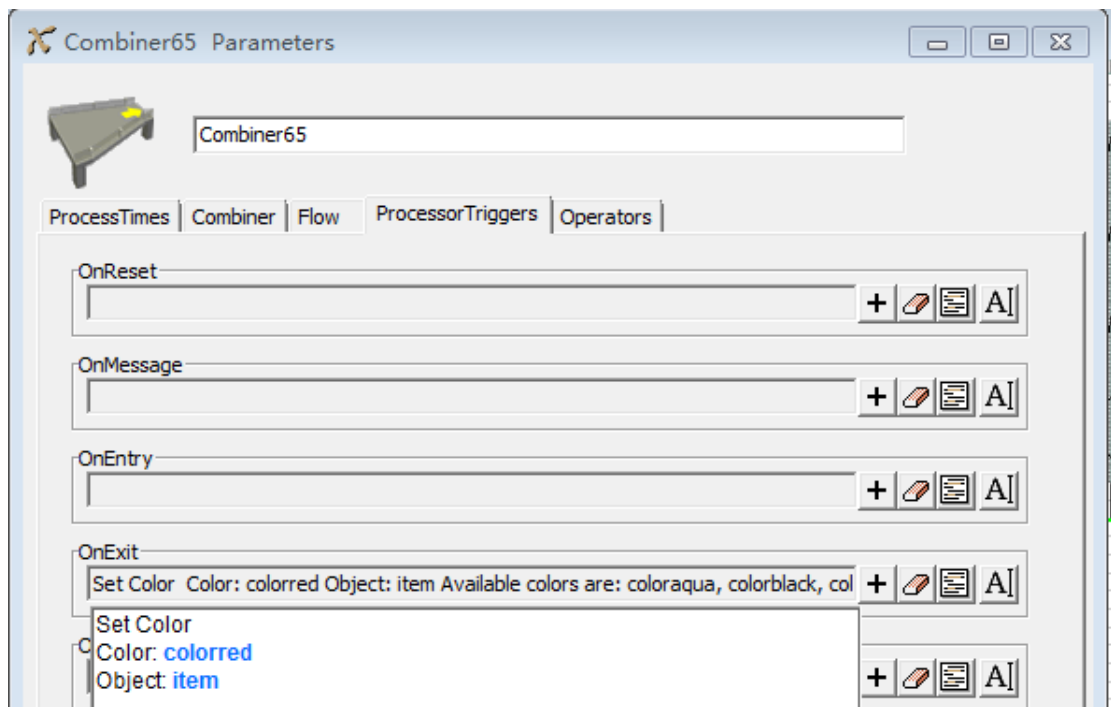 Combiner65 Parameters
Combiner65
ProcessTimes Combiner Flow ProcessorTriggers Operators
OnReset
OnMessage
OnEntry
OnExit
Set Color Color: colorred Object: item Available colors are: coloraqua, colorblack, col
Set Color
Color: colorred
Object: item